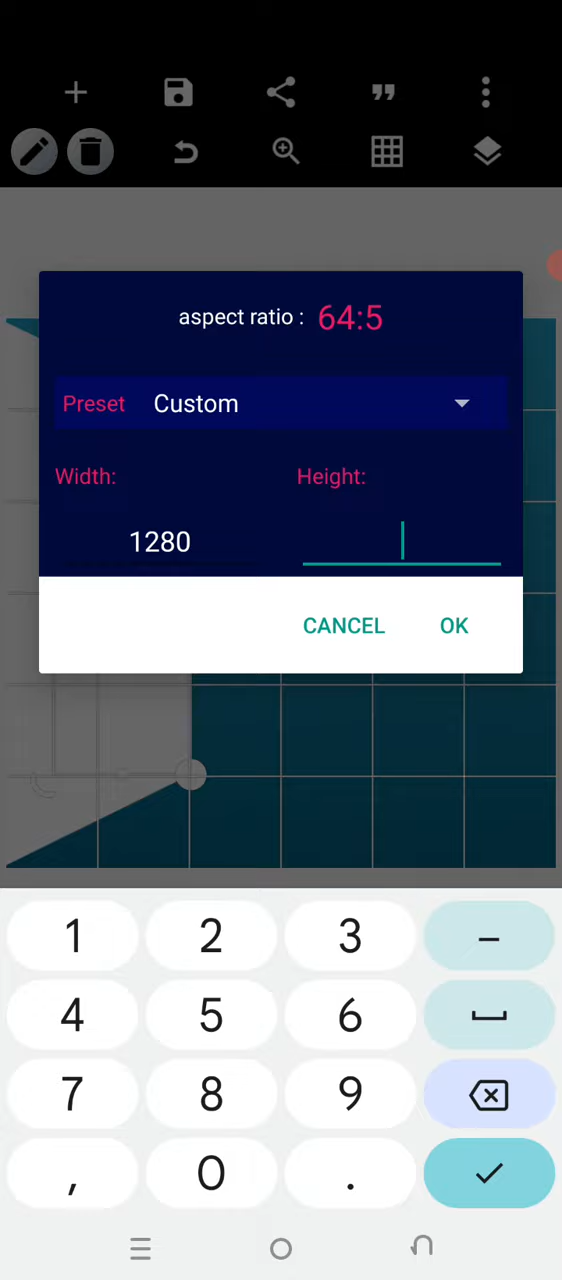 aspect ratio : 64:5
Preset Custom
Width: Height:
1280
CANCEL OK
1 2 3 –
4 5 6
7 8 9
, 0 .